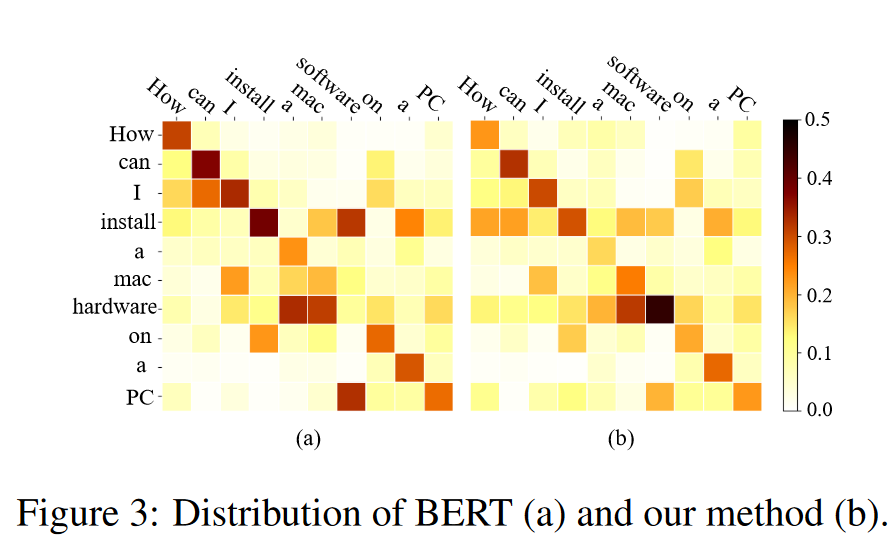 How can I install a mac software on a PC
How can I install a mac software on a PC
How
can
I
install
a
mac
hardware
on
a
PC
0.5
0.4
0.3
0.2
0.1
0.0
(a)
(b)
Figure 3: Distribution of BERT (a) and our method (b).